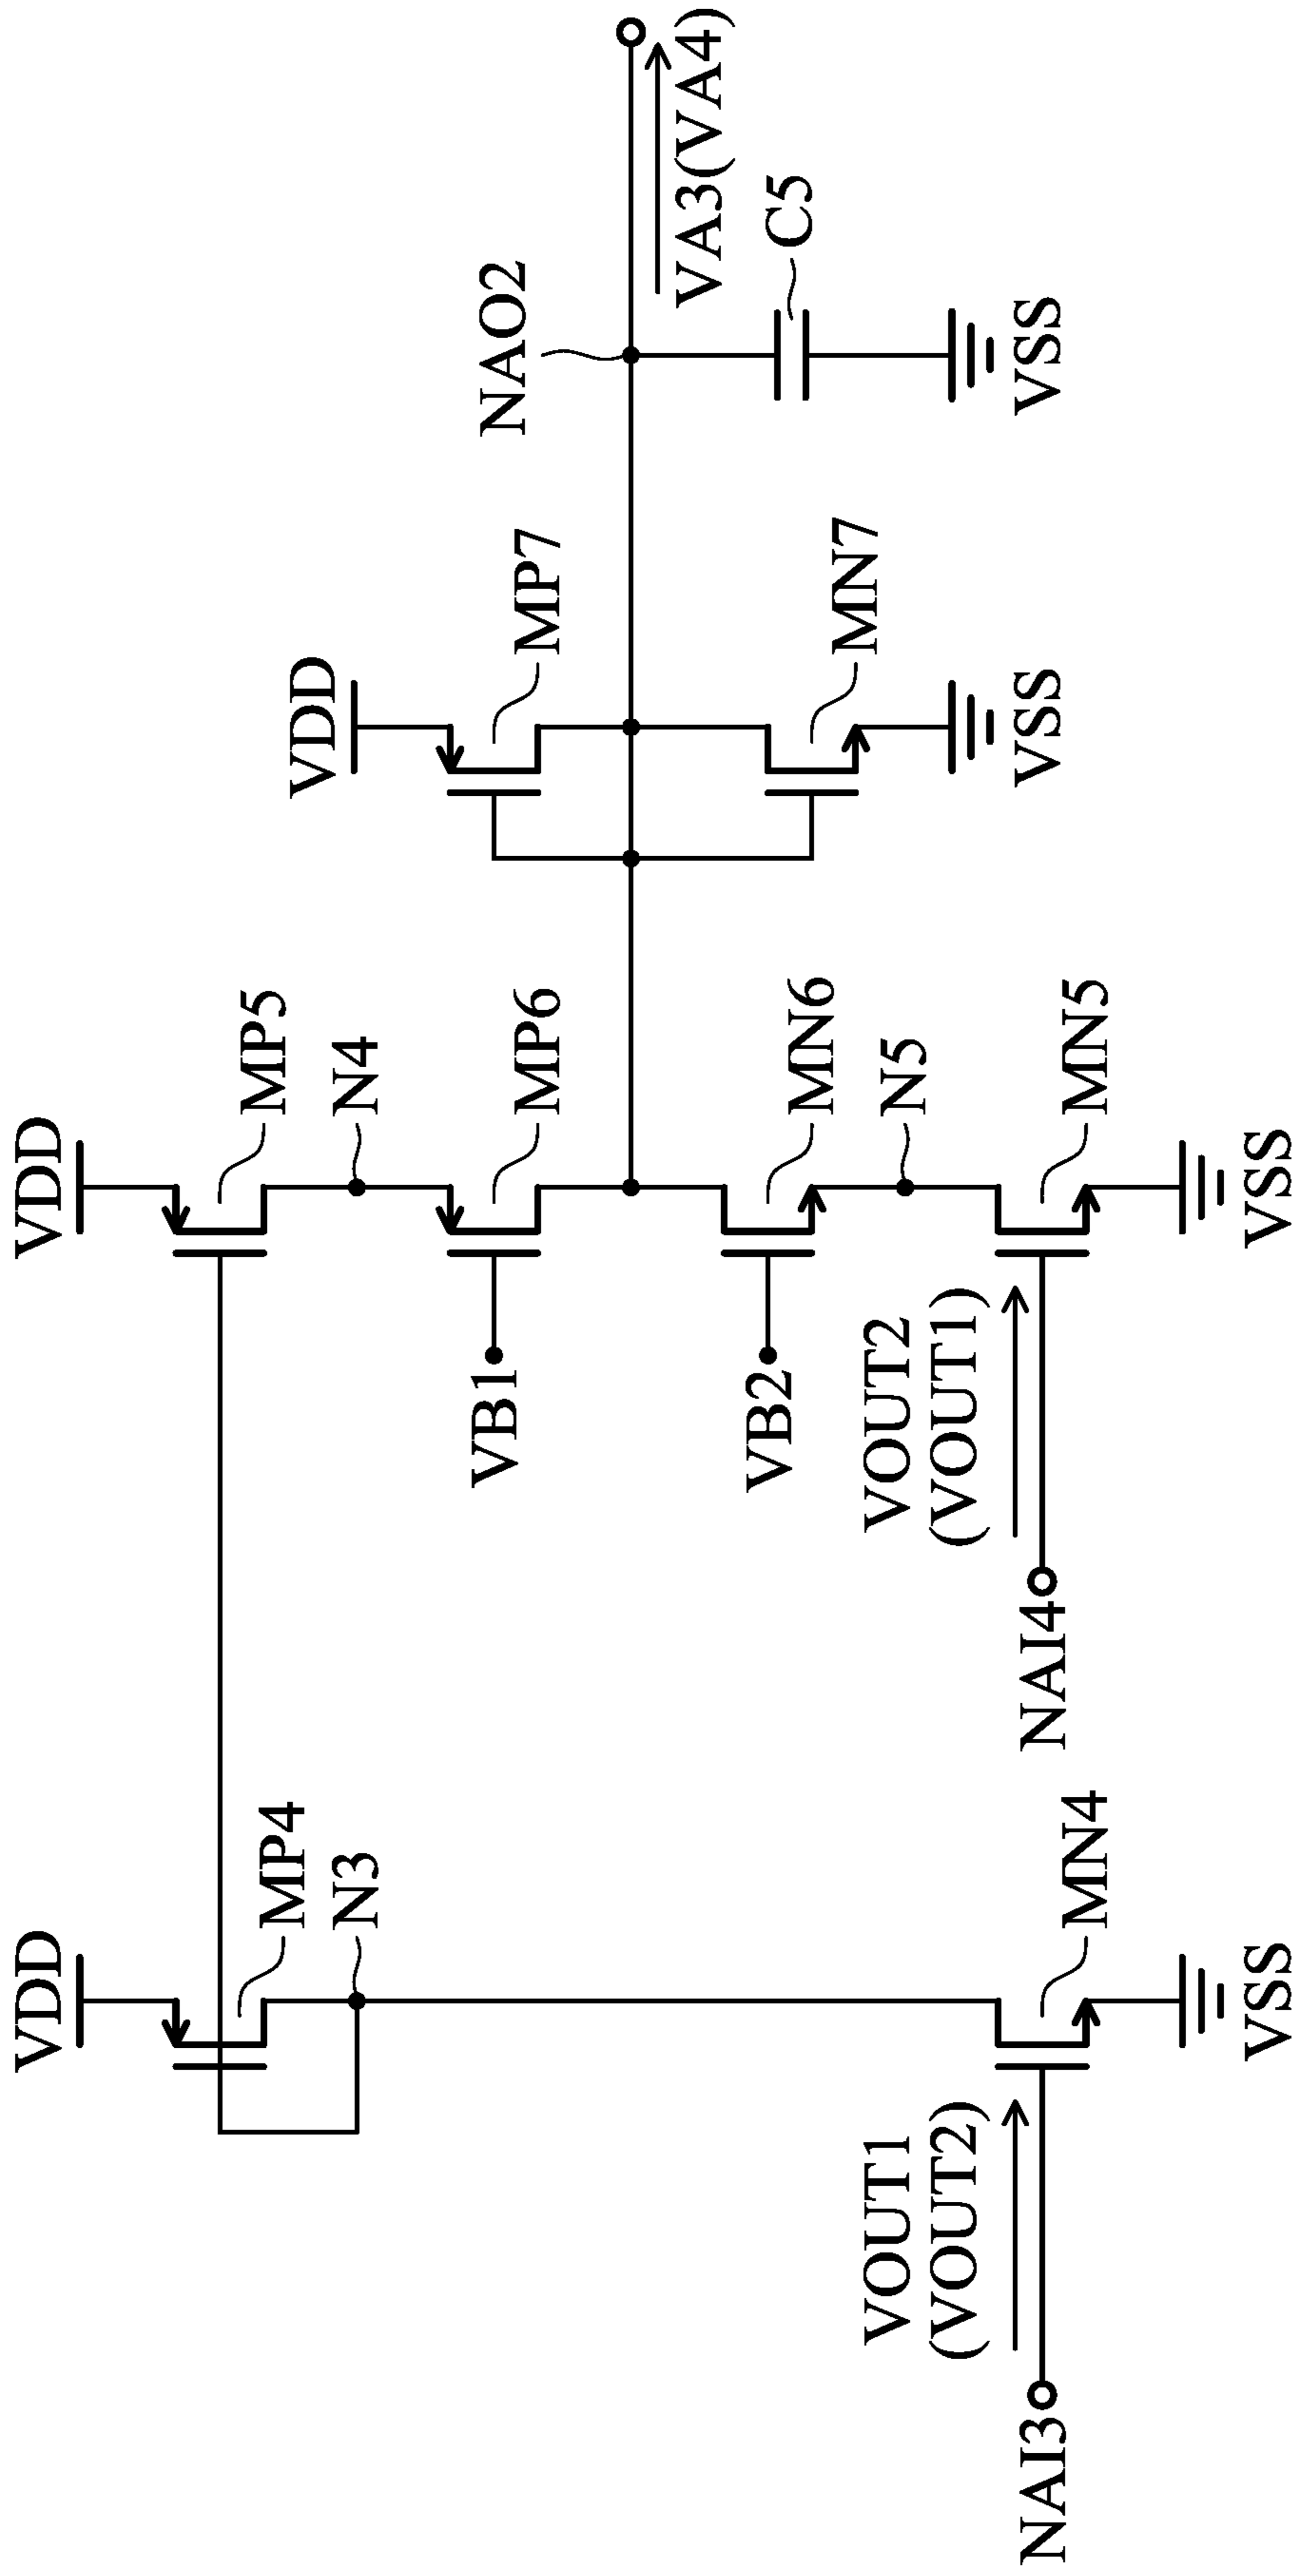 VDD
MP4
N3
NAI3
VOUT1
(VOUT2)
MN4
VSS
VDD
MP5
N4
VB1
MP6
VB2
MN6
N5
NAI4
VOUT2
(VOUT1)
MN5
VSS
VDD
MP7
MN7
VSS
NAO2
VA3(VA4)
C5
VSS